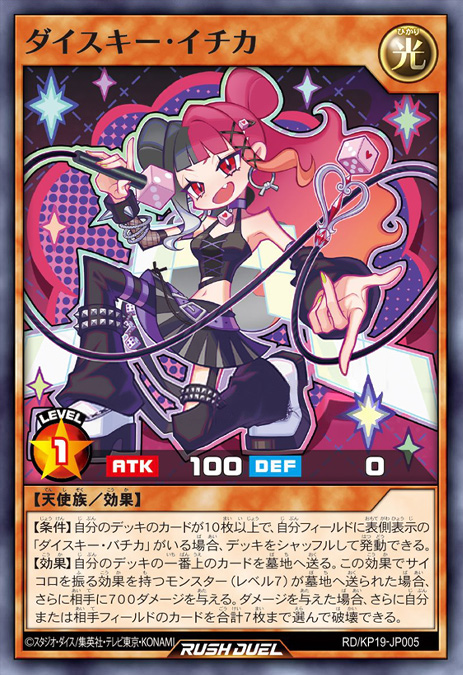 ダイスキー・イチカ
ひかり
光
LEVEL
1
ATK 100 DEF 0
【天使族／効果】
【条件】自分のデッキのカードが10枚以上で、自分フィールドに表側表示の
「ダイスキー・バチカ」がいる場合、デッキをシャッフルして発動できる。
【効果】自分のデッキの一番上のカードを墓地へ送る。この効果でサイ
コロを振る効果を持つモンスター（レベル7）が墓地へ送られた場合、
さらに相手に700ダメージを与える。ダメージを与えた場合、さらに自分
または相手フィールドのカードを合計7枚まで選んで破壊できる。
©スタジオ・ダイス/集英社・テレビ東京・KONAMI
RUSH DUEL
RD/KP19-JP005